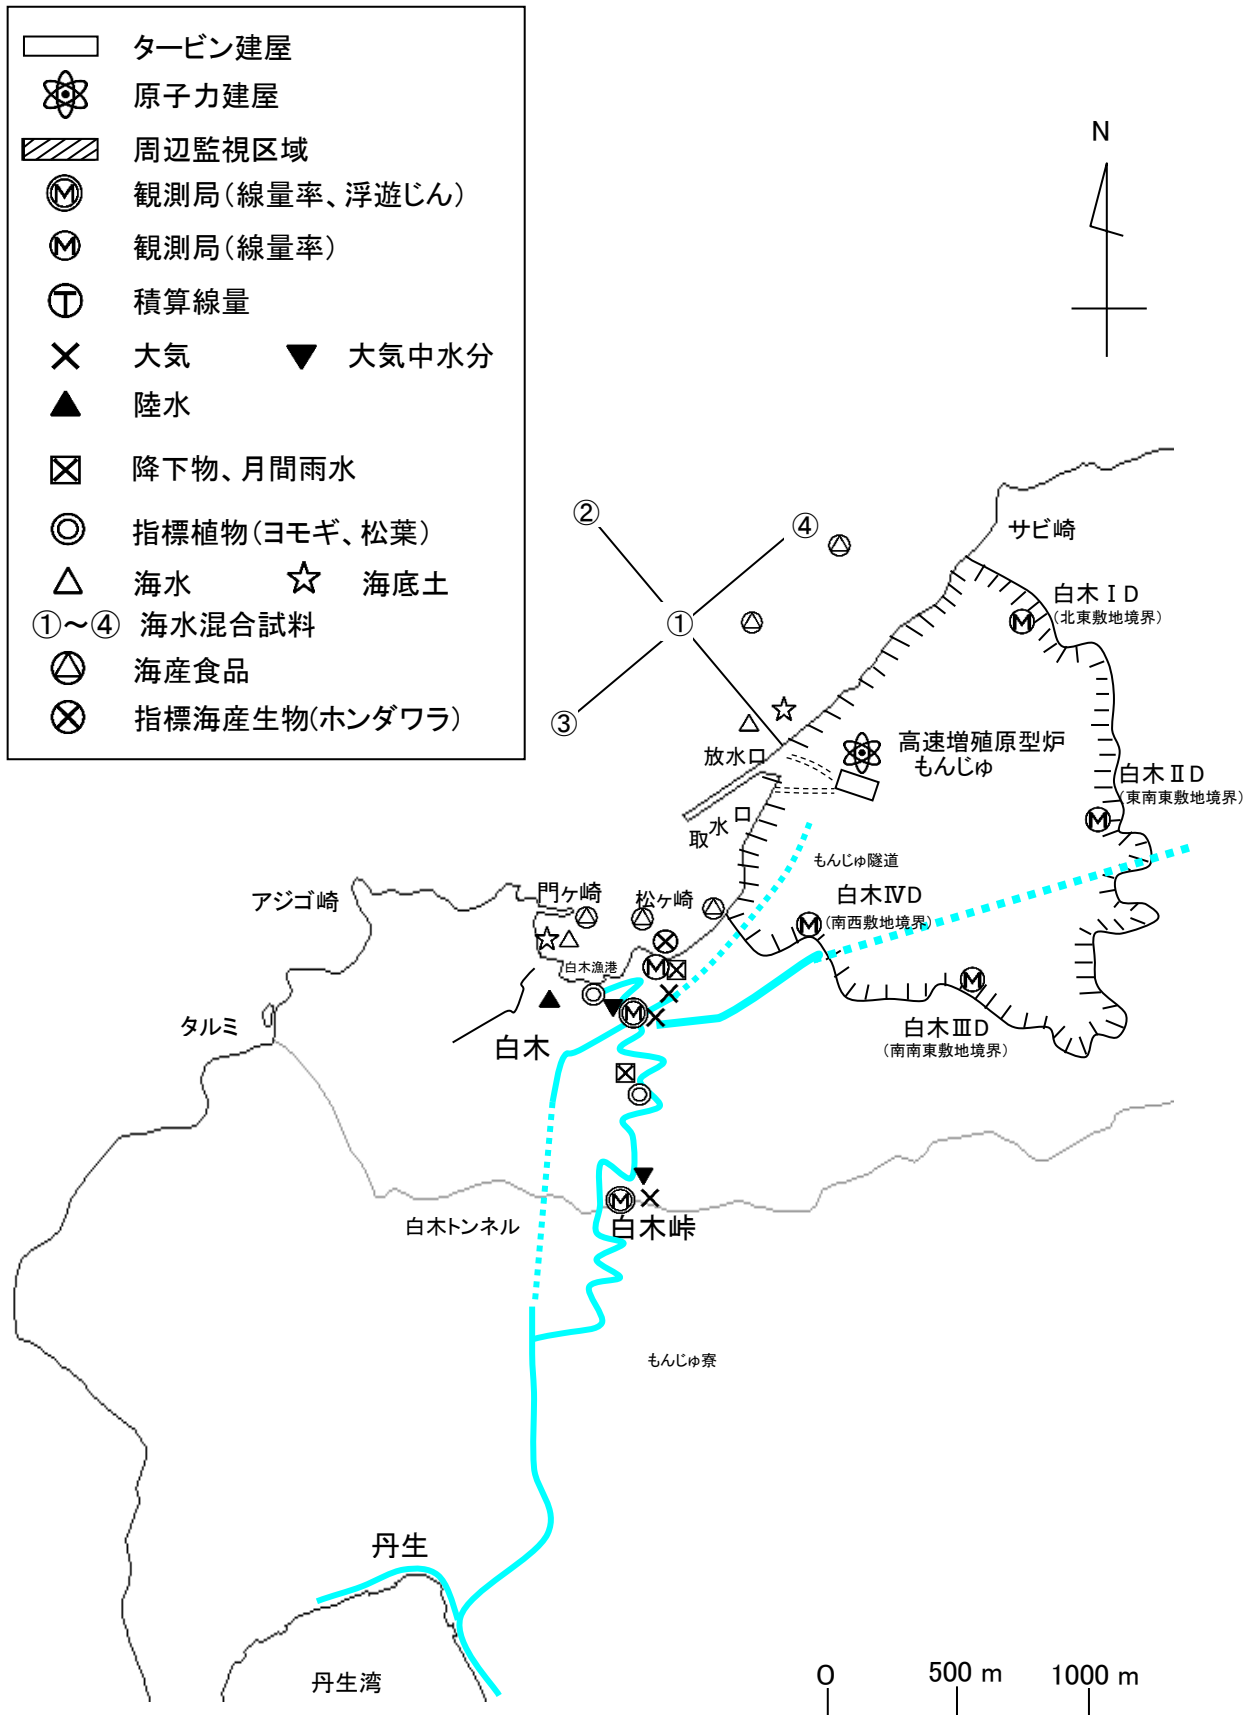 タービン建屋
原子力建屋
周辺監視区域
Ⓜ 観測局(線量率、浮遊じん)
Ⓜ 観測局(線量率)
Ⓣ 積算線量
大気
大気中水分
陸水
降下物、月間雨水
指標植物(ヨモギ、松葉)
海水
海底土
①～④ 海水混合試料
海産食品
指標海産生物(ホンダワラ)
N
②
④
①
③
サビ崎
白木ⅠD
(北東敷地境界)
高速増殖原型炉
もんじゅ
放水口
取水口
白木ⅡD
(東南東敷地境界)
もんじゅ隧道
白木ⅣD
(南西敷地境界)
アジゴ崎
門ヶ崎
松ヶ崎
白木漁港
タルミ
白木
白木ⅢD
(南南東敷地境界)
白木トンネル
白木峠
もんじゅ寮
丹生
丹生湾
0 500 m 1000 m